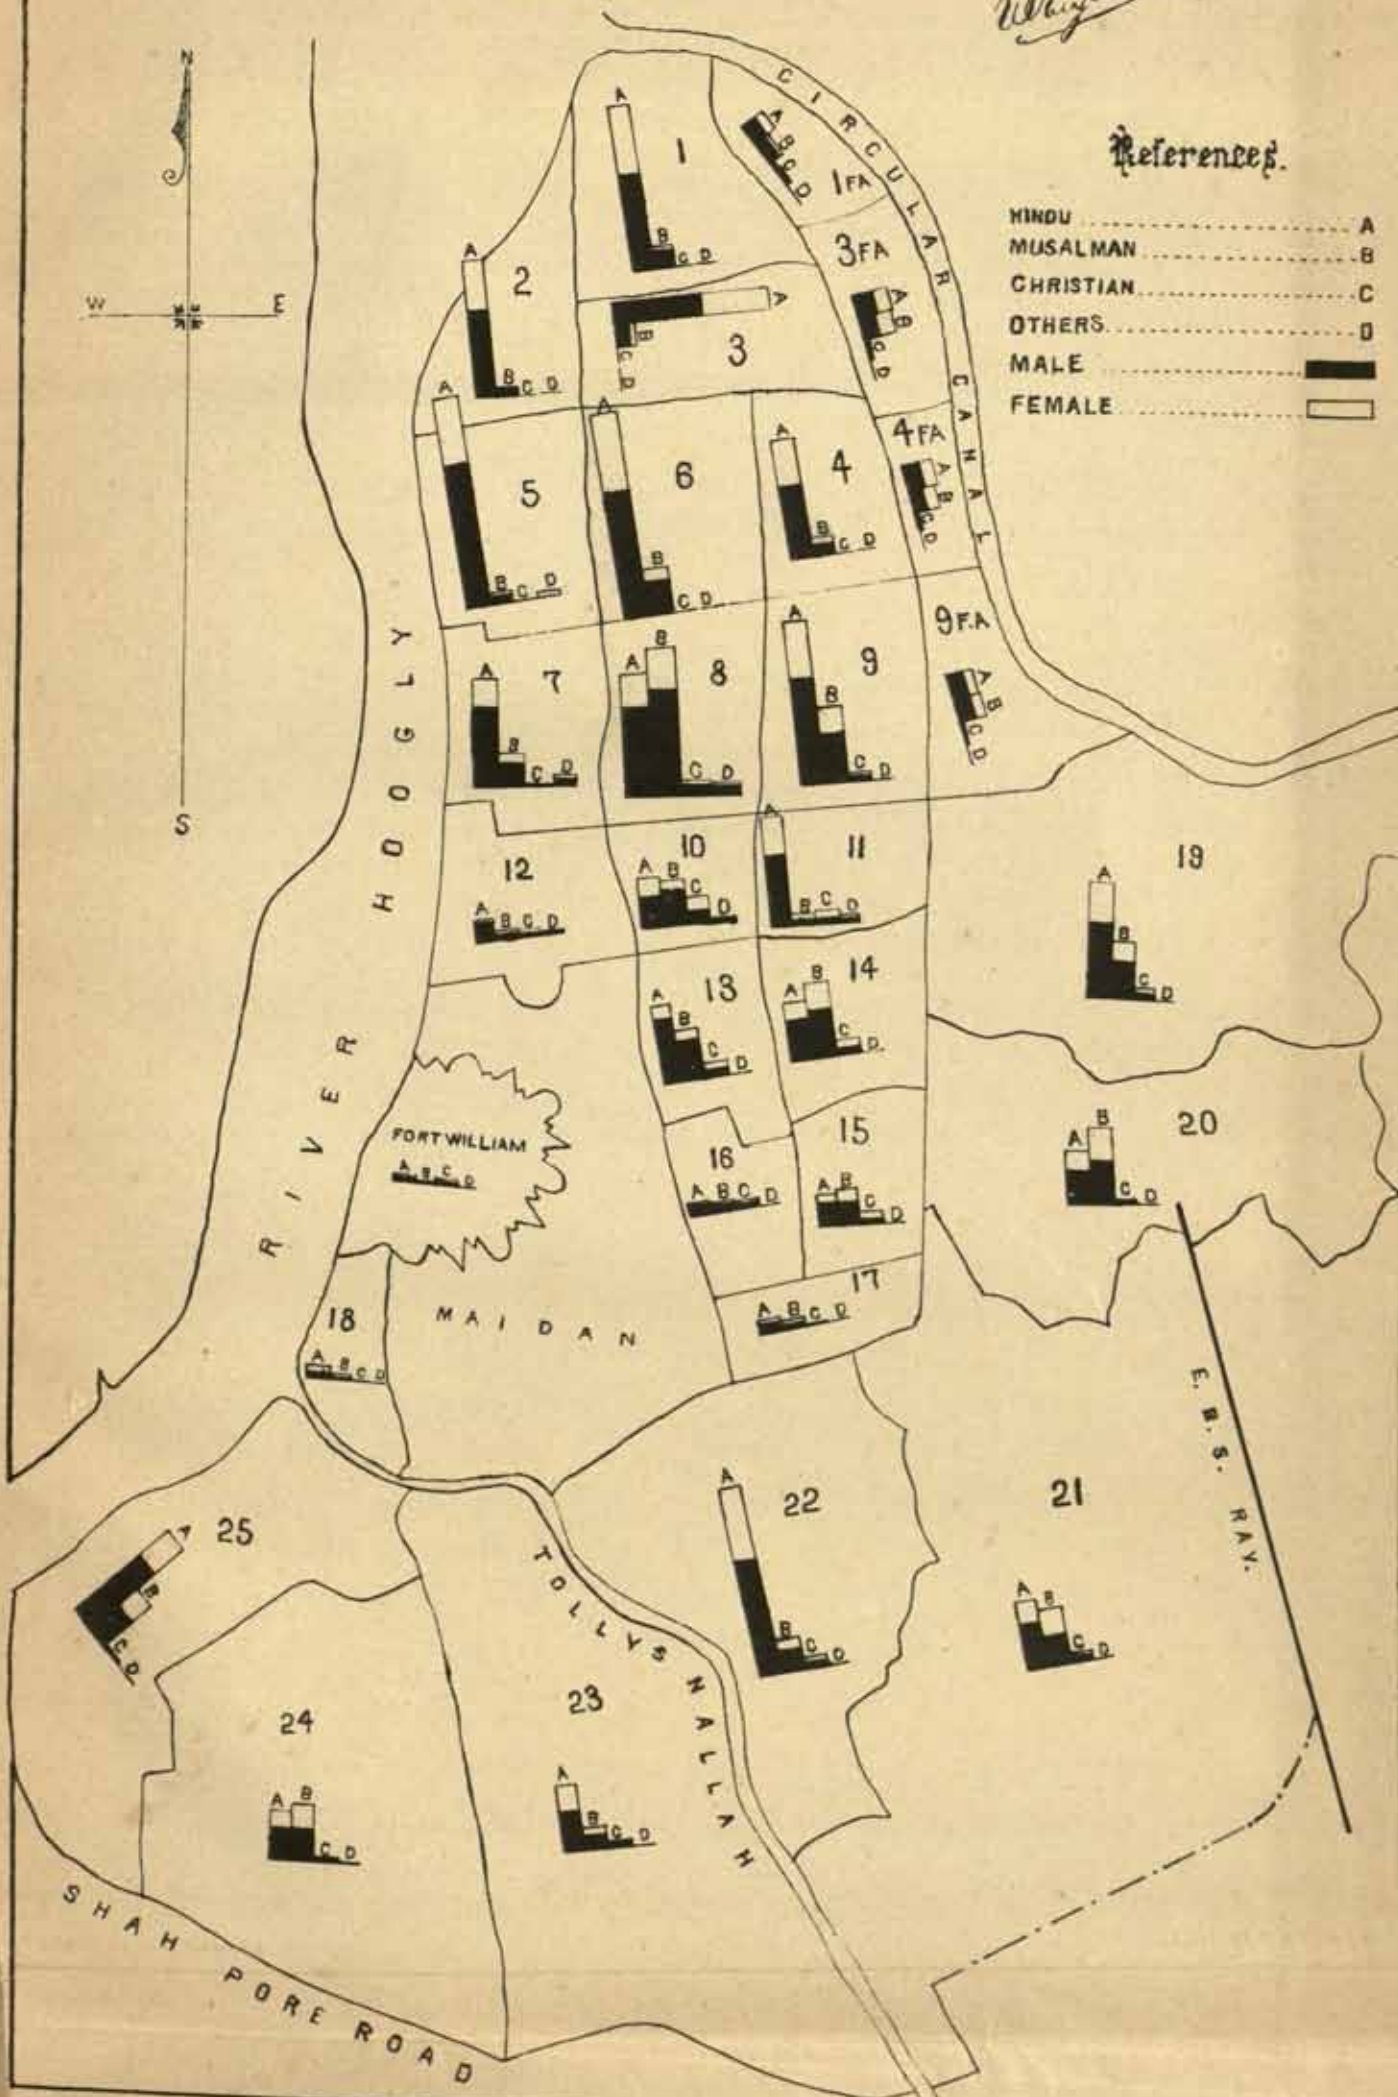 N
W E
S
References.
HINDU A
MUSALMAN B
CHRISTIAN C
OTHERS D
MALE
FEMALE
CIRCULAR CANAL
RIVER HOOGLY
1
A B C D
1FA
A B C D
2
A B C D
3FA
A B C D
3
A B C D
5
A B C D
6
A B C D
4
A B C D
4FA
A B C D
7
A B C D
8
A B C D
9
A B C D
9F.A
A B C D
12
A B C D
10
A B C D
11
A B C D
19
A B C D
13
A B C D
14
A B C D
FORT WILLIAM
A B C D
16
A B C D
15
A B C D
20
A B C D
18
A B C D
MAIDAN
17
A B C D
E. B. S. RAY.
25
A B C D
22
A B C D
21
A B C D
TOLLYS NALLAH
24
A B C D
23
A B C D
SHAH PORE ROAD